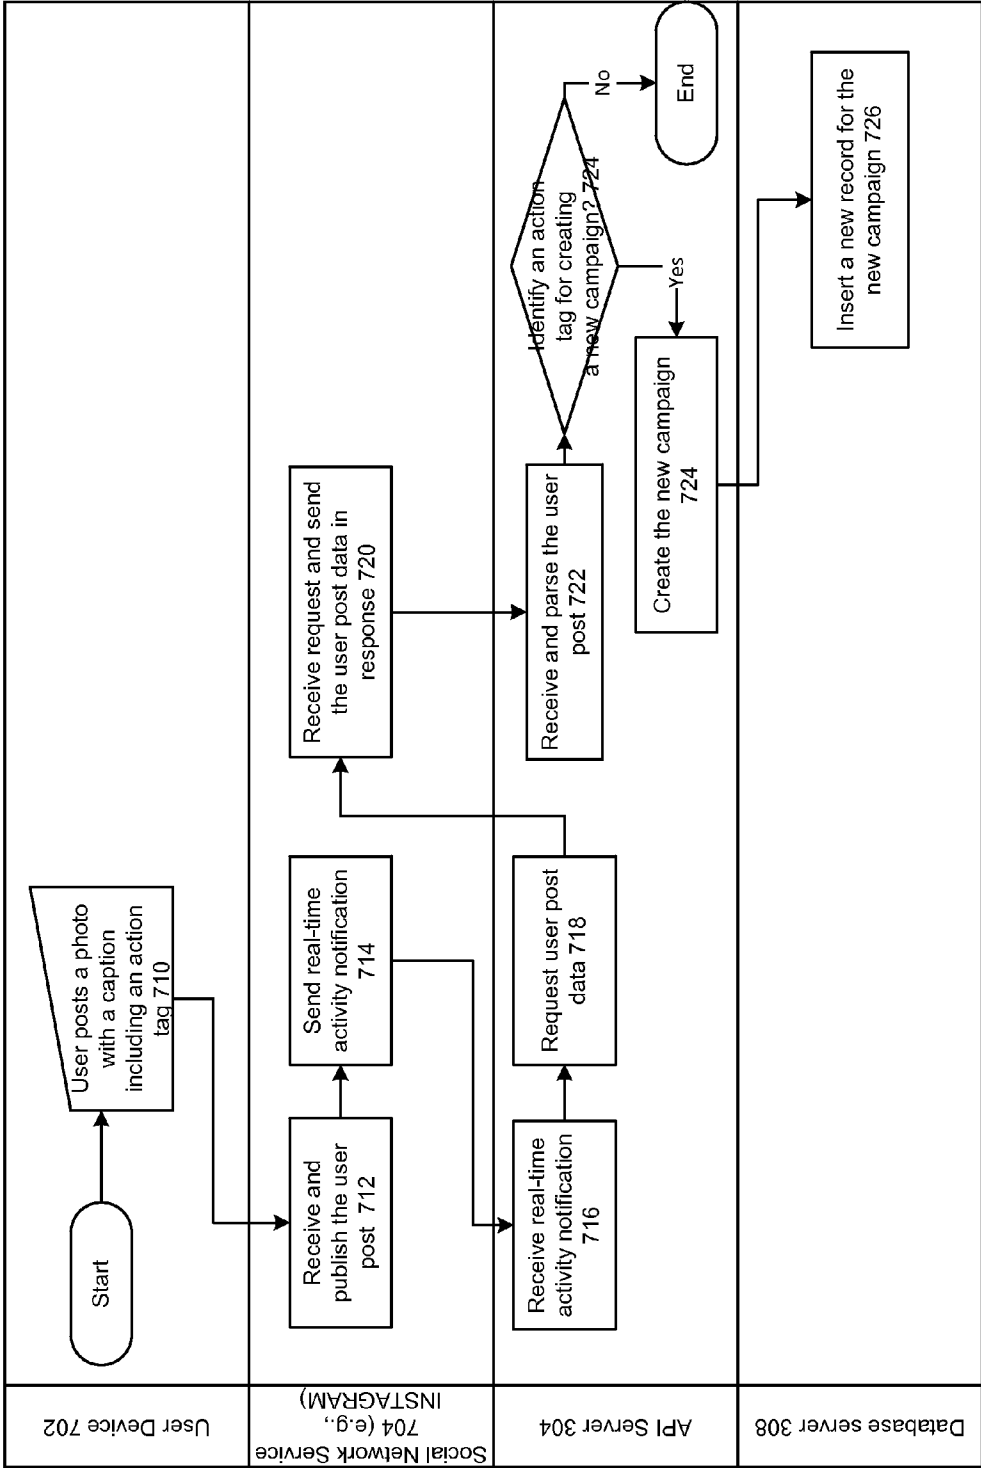 User Device 702
Start
User posts a photo
with a caption
including an action
tag 710
Social Network Service
704 (e.g.,
INSTAGRAM)
Receive and
publish the user
post 712
Send real-time
activity notification
714
Receive request and send
the user post data in
response 720
API Server 304
Receive real-time
activity notification
716
Request user post
data 718
Receive and parse the user
post 722
Identify an action
tag for creating
a new campaign? 724
No
End
Yes
Create the new campaign
724
Database server 308
Insert a new record for the
new campaign 726